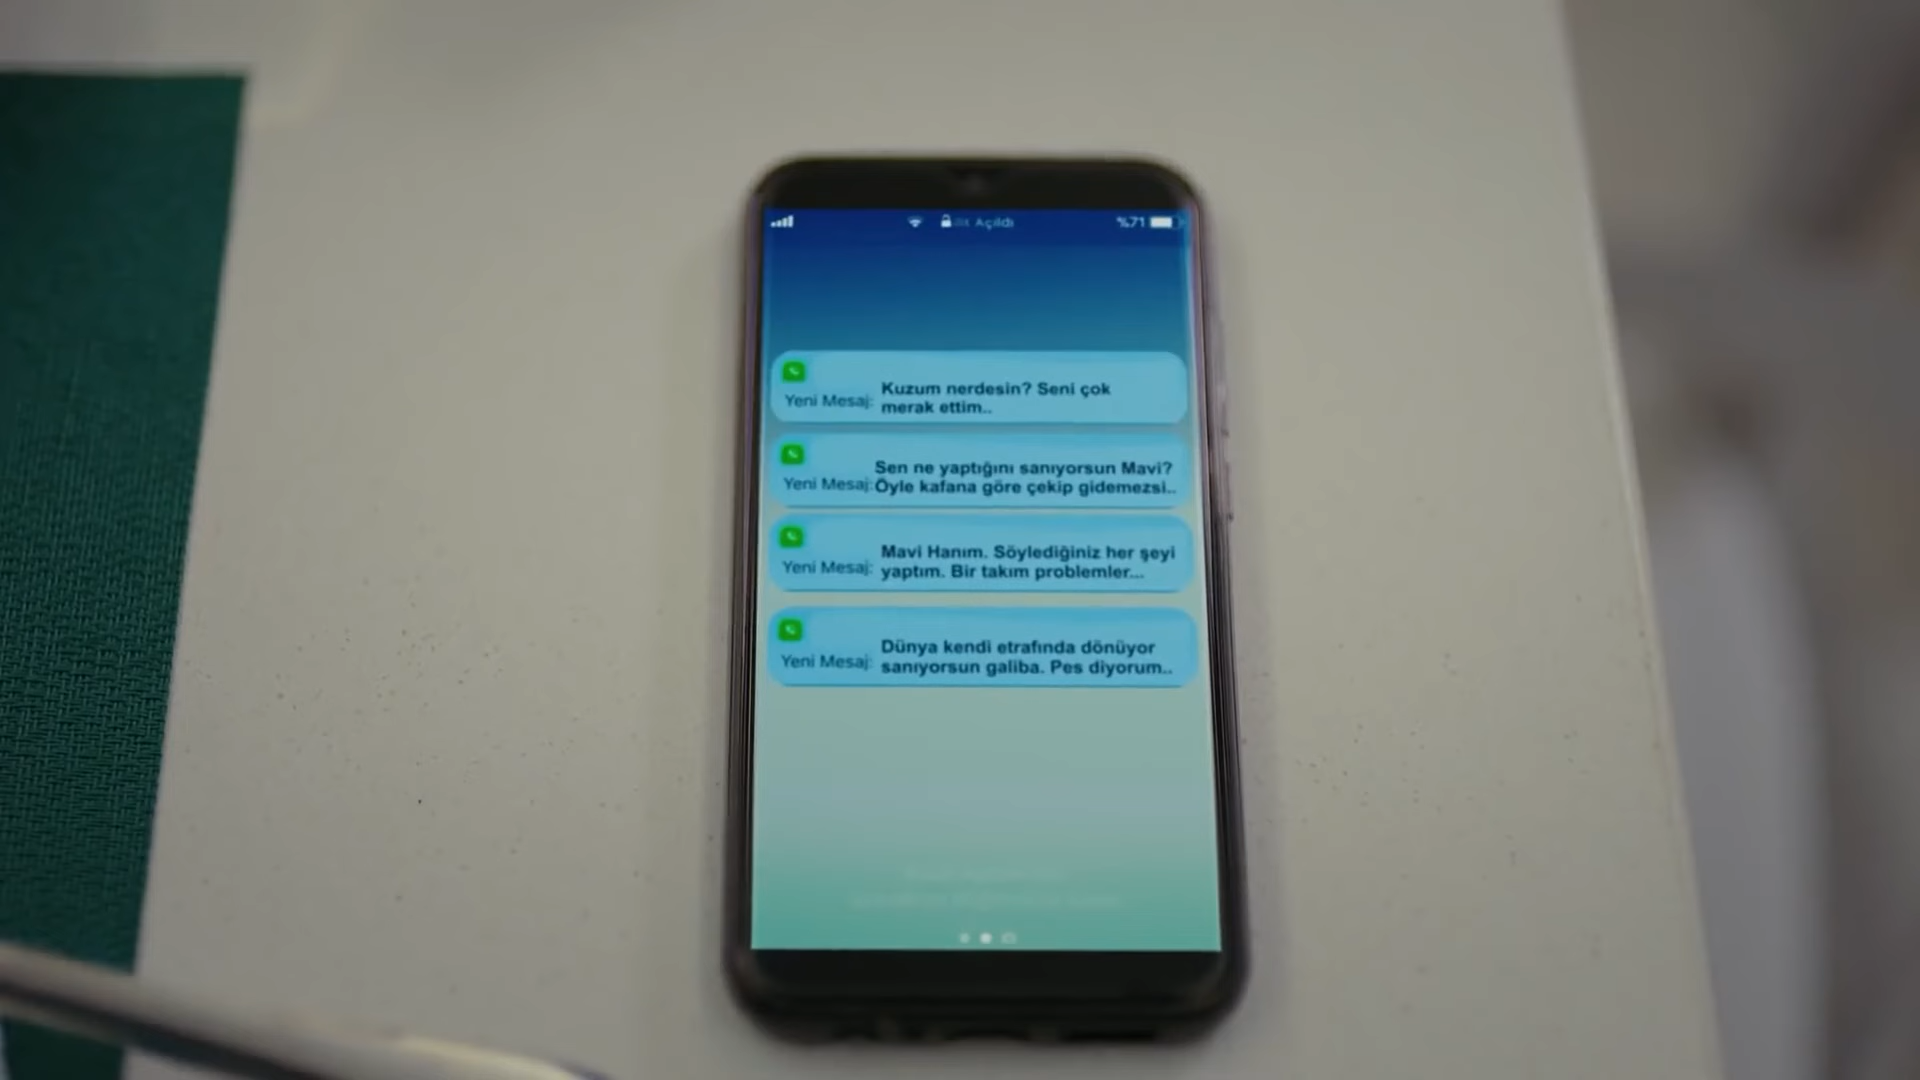 Açıldı
%71
Kuzum nerdesin? Seni çok
Yeni Mesaj: merak ettim..
Sen ne yaptığını sanıyorsun Mavi?
Yeni Mesaj: Öyle kafana göre çekip gidemezsi..
Mavi Hanım. Söylediğiniz her şeyi
Yeni Mesaj: yaptım. Bir takım problemler...
Dünya kendi etrafında dönüyor
Yeni Mesaj: sanıyorsun galiba. Pes diyorum..